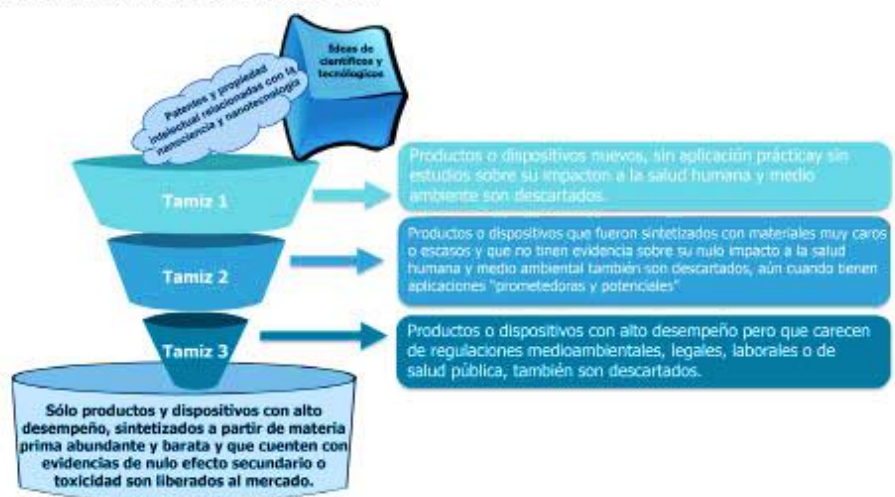 Ideas de
científicos y
tecnólogicos
Patentes y propiedad
intelectual relacionadas con la
nanociencia y nanotecnología
Tamiz 1
Productos o dispositivos nuevos, sin aplicación prácticay sin
estudios sobre su impacton a la salud humana y medio
ambiente son descartados.
Tamiz 2
Productos o dispositivos que fueron sintetizados con materiales muy caros
o escasos y que no tinen evidencia sobre su nulo impacto a la salud
humana y medio ambiental también son descartados, aún cuando tienen
aplicaciones "prometedoras y potenciales"
Tamiz 3
Productos o dispositivos con alto desempeño pero que carecen
de regulaciones medioambientales, legales, laborales o de
salud pública, también son descartados.
Sólo productos y dispositivos con alto
desempeño, sintetizados a partir de materia
prima abundante y barata y que cuenten con
evidencias de nulo efecto secundario o
toxicidad son liberados al mercado.